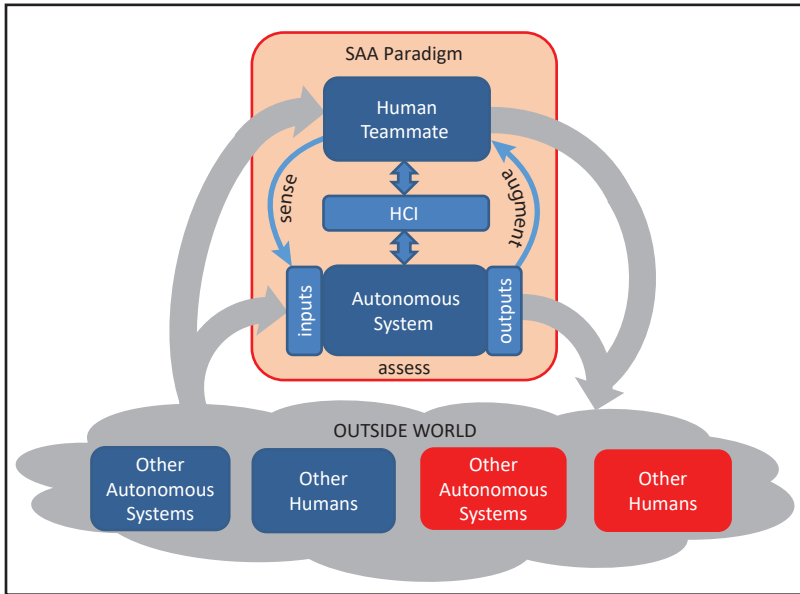 SAA Paradigm
Human
Teammate
sense
augment
HCI
inputs
Autonomous
System
outputs
assess
OUTSIDE WORLD
Other
Autonomous
Systems
Other
Humans
Other
Autonomous
Systems
Other
Humans